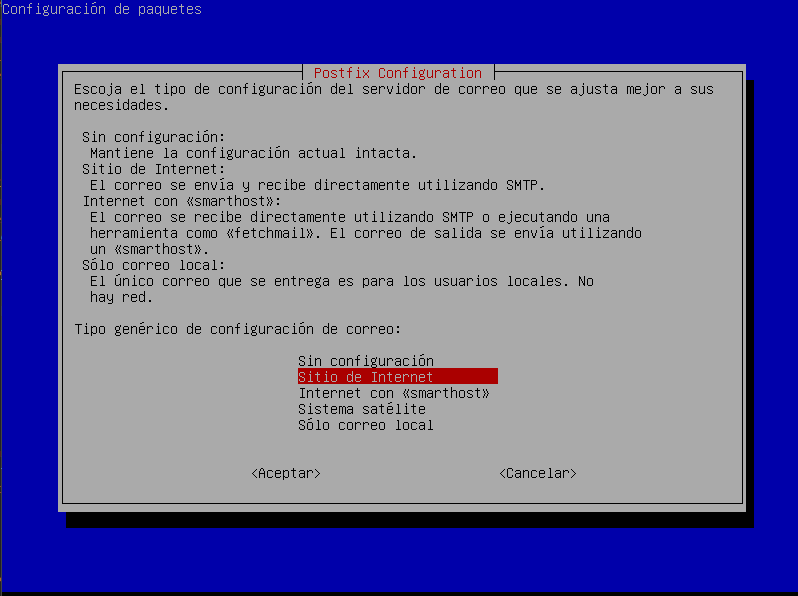 Configuración de paquetes
Postfix Configuration
Escoja el tipo de configuración del servidor de correo que se ajusta mejor a sus
necesidades.
Sin configuración:
Mantiene la configuración actual intacta.
Sitio de Internet:
El correo se envía y recibe directamente utilizando SMTP.
Internet con «smarthost»:
El correo se recibe directamente utilizando SMTP o ejecutando una
herramienta como «fetchmail». El correo de salida se envía utilizando
un «smarthost».
Sólo correo local:
El único correo que se entrega es para los usuarios locales. No
hay red.
Tipo genérico de configuración de correo:
Sin configuración
Sitio de Internet
Internet con «smarthost»
Sistema satélite
Sólo correo local
<Aceptar> <Cancelar>